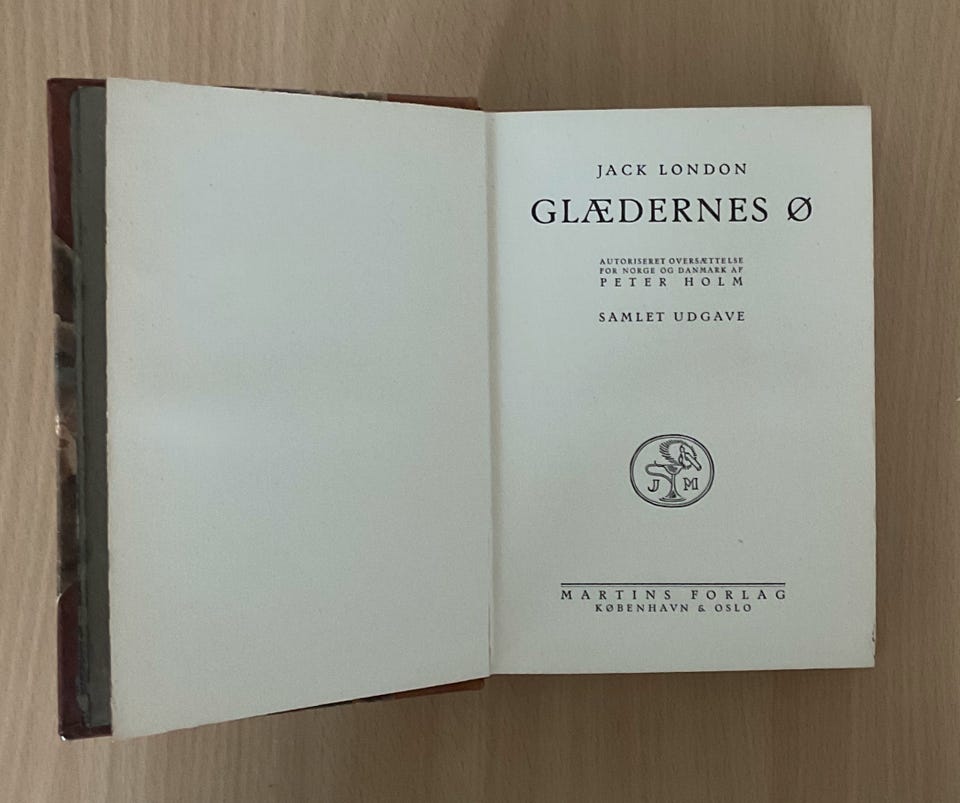 JACK LONDON
GLÆDERNES Ø
AUTORISERET OVERSÆTTELSE
FOR NORGE OG DANMARK AF
PETER HOLM
SAMLET UDGAVE
J M
MARTINS FORLAG
KØBENHAVN & OSLO